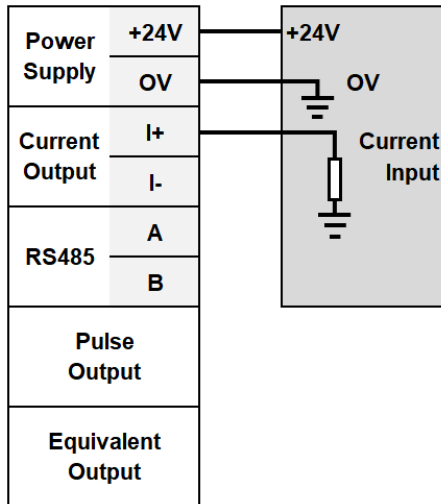 Power
Supply
+24V
OV
Current
Output
I+
I-
RS485
A
B
Pulse
Output
Equivalent
Output
+24V
OV
Current
Input